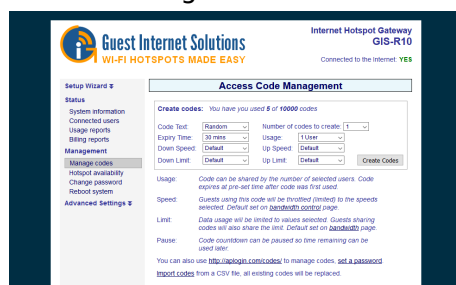 Guest Internet Solutions
WI-FI HOTSPOTS MADE EASY
Internet Hotspot Gateway
GIS-R10
Connected to the Internet: YES
Setup Wizard
Status
System information
Connected users
Usage reports
Billing reports
Management
Manage codes
Hotspot availability
Change password
Reboot system
Advanced Settings
Access Code Management
Create codes: You have you used 5 of 10000 codes
Code Text: Random Number of codes to create: 1
Expiry Time: 30 mins Usage: 1 User
Down Speed: Default Up Speed: Default
Down Limit: Default Up Limit: Default Create Codes
Usage: Code can be shared by the number of selected users. Code
expires at pre-set time after code was first used.
Speed: Guests using this code will be throttled (limited) to the speeds
selected. Default set on bandwidth control page.
Limit: Data usage will be limited to values selected. Guests sharing
codes will also share the limit. Default set on bandwidth page.
Pause: Code countdown can be paused so time remaining can be
used later.
You can also use http://aplogin.com/codes/ to manage codes, set a password.
Import codes from a CSV file, all existing codes will be replaced.